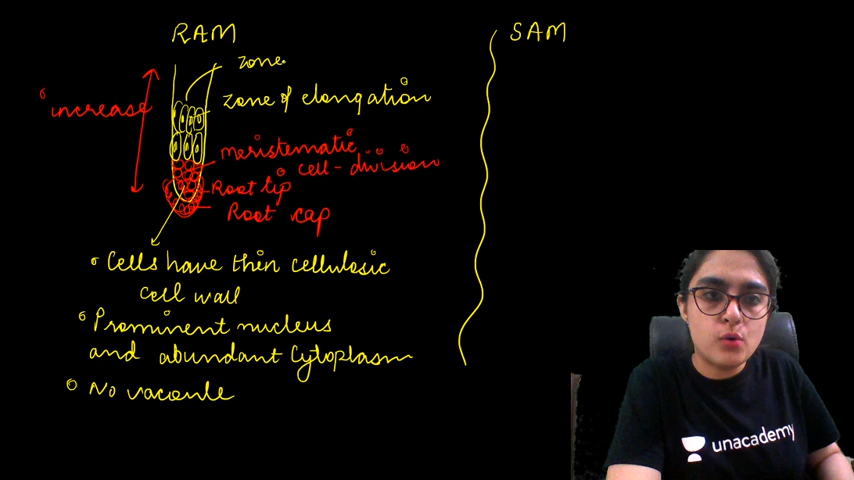 RAM
SAM
zone
zone of elongation
increase
meristematic
cell-division
Root tip
Root cap
Cells have thin cellulosic
cell wall
Prominent nucleus
and abundant cytoplasm
No vacoule
unacademy